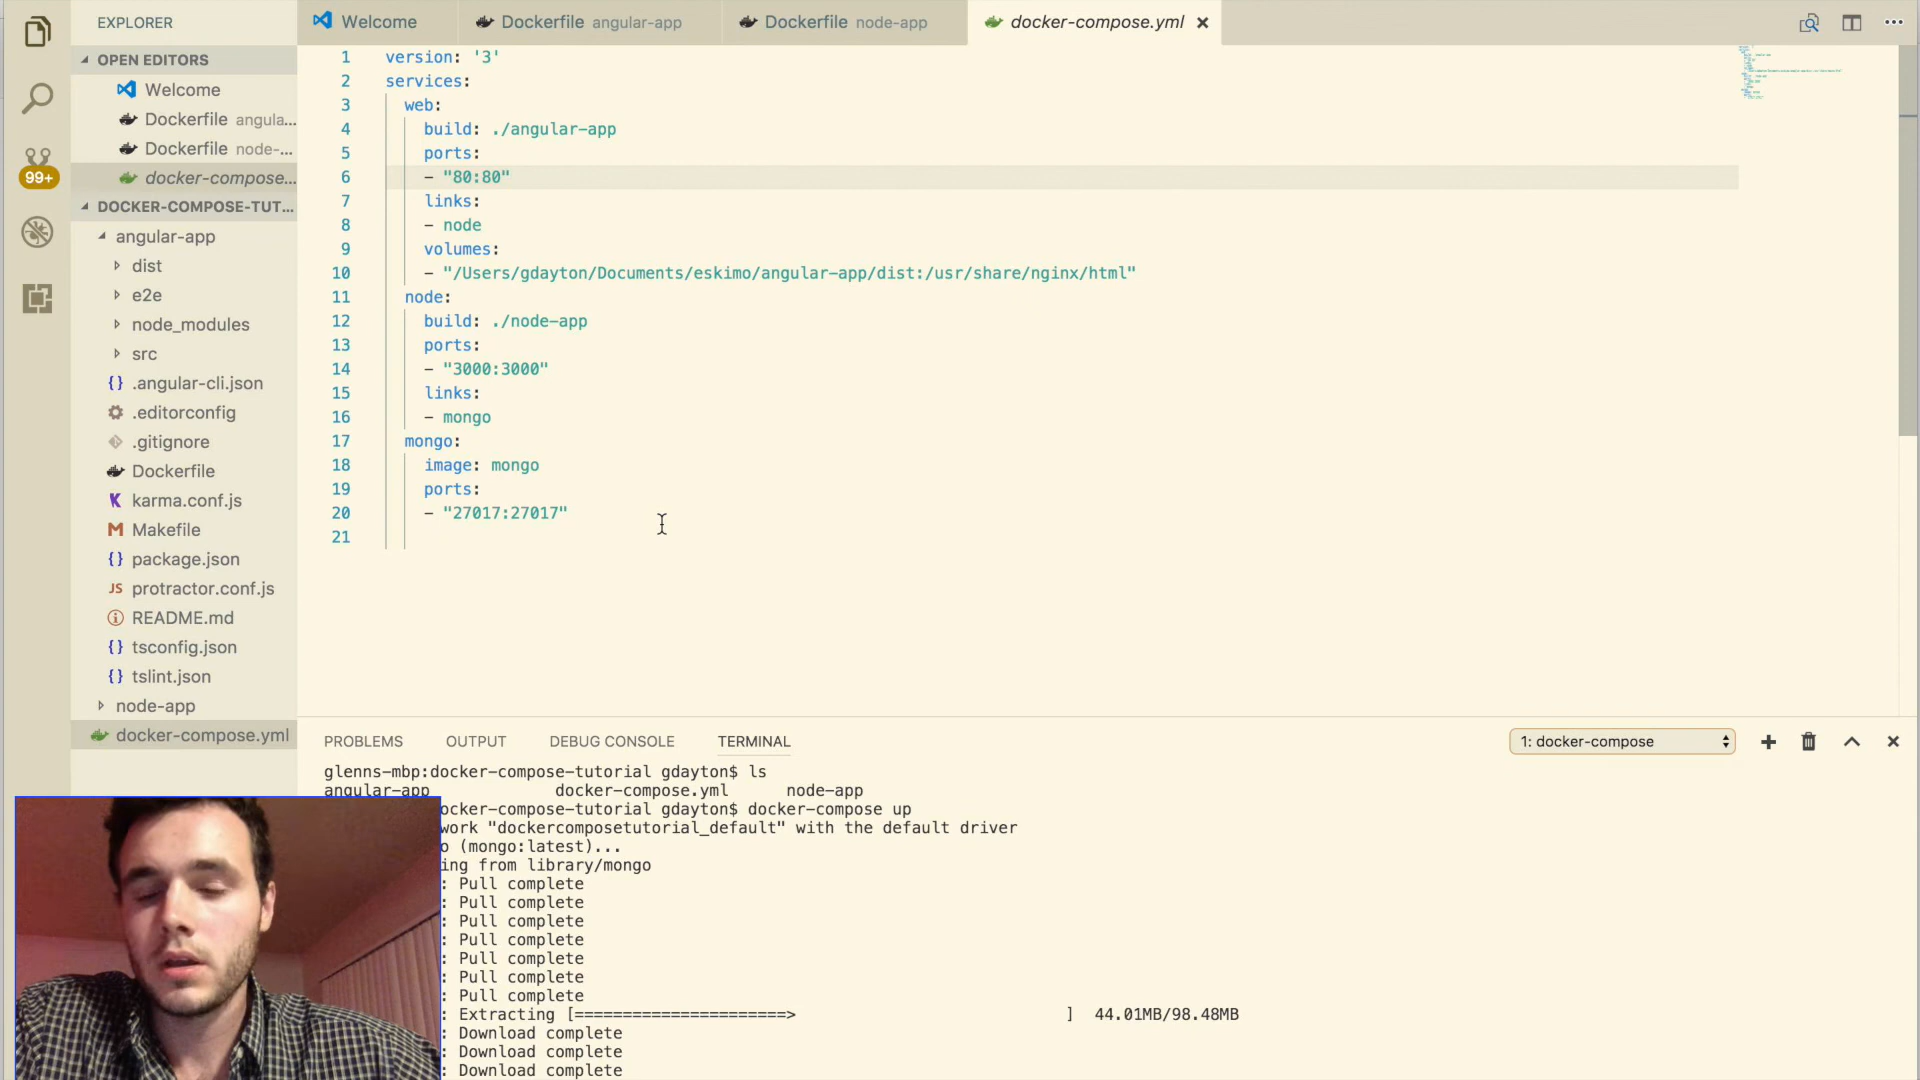 EXPLORER
OPEN EDITORS
Welcome
Dockerfile angula...
Dockerfile node-...
docker-compose...
99+
DOCKER-COMPOSE-TUT...
angular-app
dist
e2e
node_modules
src
{} .angular-cli.json
.editorconfig
.gitignore
Dockerfile
K karma.conf.js
M Makefile
{} package.json
JS protractor.conf.js
README.md
{} tsconfig.json
{} tslint.json
node-app
docker-compose.yml
Welcome
Dockerfile angular-app
Dockerfile node-app
docker-compose.yml
1 version: '3'
2 services:
3 web:
4 build: ./angular-app
5 ports:
6 - "80:80"
7 links:
8 - node
9 volumes:
10 - "/Users/gdayton/Documents/eskimo/angular-app/dist:/usr/share/nginx/html"
11 node:
12 build: ./node-app
13 ports:
14 - "3000:3000"
15 links:
16 - mongo
17 mongo:
18 image: mongo
19 ports:
20 - "27017:27017"
21
PROBLEMS OUTPUT DEBUG CONSOLE TERMINAL
1: docker-compose
glenns-mbp:docker-compose-tutorial gdayton$ ls
angular-app docker-compose.yml node-app
ocker-compose-tutorial gdayton$ docker-compose up
work "dockercomposetutorial_default" with the default driver
o (mongo:latest)...
ing from library/mongo
: Pull complete
: Pull complete
: Pull complete
: Pull complete
: Pull complete
: Pull complete
: Pull complete
: Extracting [======================> ] 44.01MB/98.48MB
: Download complete
: Download complete
: Download complete